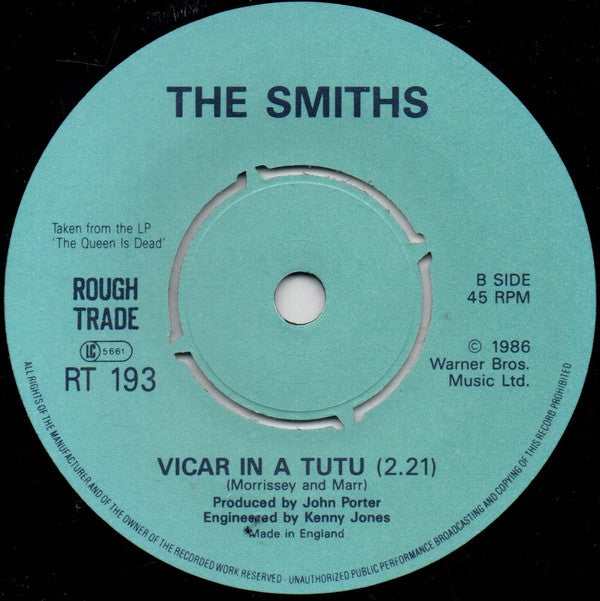 THE SMITHS
Taken from the LP
'The Queen Is Dead'
ROUGH
TRADE
LC 5661
RT 193
B SIDE
45 RPM
© 1986
Warner Bros.
Music Ltd.
VICAR IN A TUTU (2.21)
(Morrissey and Marr)
Produced by John Porter
Engineered by Kenny Jones
Made in England
ALL RIGHTS OF THE MANUFACTURER AND OF THE OWNER OF THE RECORDED WORK RESERVED - UNAUTHORIZED PUBLIC PERFORMANCE BROADCASTING AND COPYING OF THIS RECORD PROHIBITED